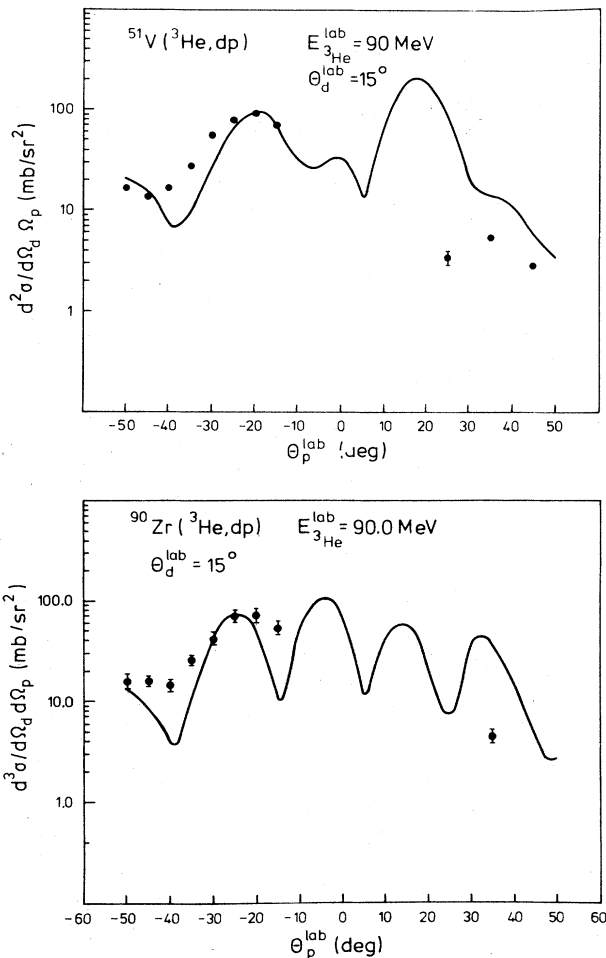 ⁵¹V (³He, dp) E³He^lab = 90 MeV
Θd^lab = 15°
d²σ/dΩd Ωp (mb/sr²)
100
10
1
-50 -40 -30 -20 -10 0 10 20 30 40 50
Θp^lab (deg)
⁹⁰Zr (³He, dp) E³He^lab = 90.0 MeV
Θd^lab = 15°
d³σ/dΩd dΩp (mb/sr²)
100.0
10.0
1.0
-60 -50 -40 -30 -20 -10 0 10 20 30 40 50 60
Θp^lab (deg)